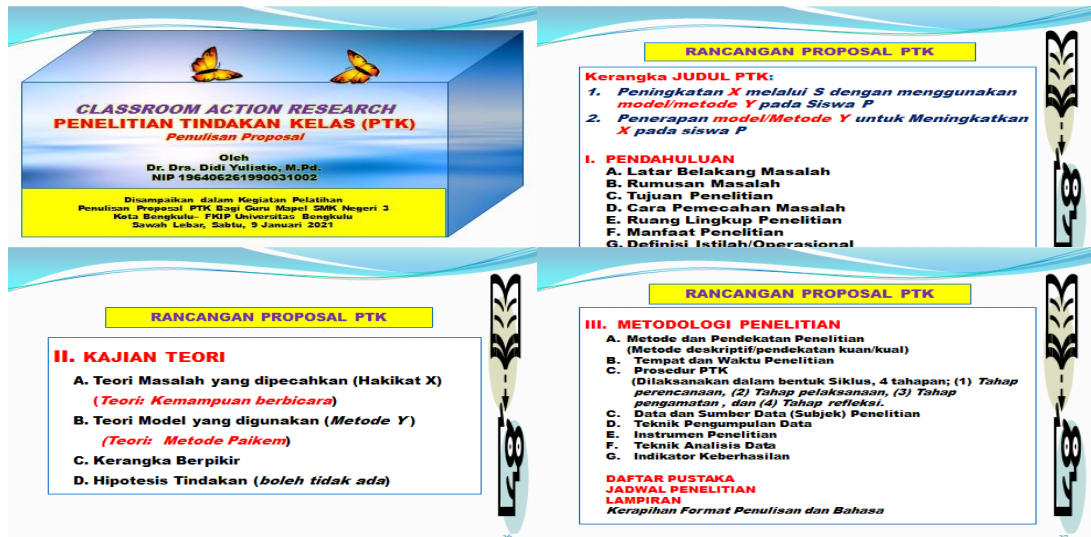 CLASSROOM ACTION RESEARCH
PENELITIAN TINDAKAN KELAS (PTK)
Penulisan Proposal
Oleh
Dr. Drs. Didi Yulistio, M.Pd.
NIP 196406261990031002
Disampaikan dalam Kegiatan Pelatihan
Penulisan Proposal PTK Bagi Guru Mapel SMK Negeri 3
Kota Bengkulu– FKIP Universitas Bengkulu
Sawah Lebar, Sabtu, 9 Januari 2021
RANCANGAN PROPOSAL PTK
Kerangka JUDUL PTK:
1. Peningkatan X melalui S dengan menggunakan
model/metode Y pada Siswa P
2. Penerapan model/Metode Y untuk Meningkatkan
X pada siswa P
I. PENDAHULUAN
A. Latar Belakang Masalah
B. Rumusan Masalah
C. Tujuan Penelitian
D. Cara Pemecahan Masalah
E. Ruang Lingkup Penelitian
F. Manfaat Penelitian
G. Definisi Istilah/Operasional
RANCANGAN PROPOSAL PTK
II. KAJIAN TEORI
A. Teori Masalah yang dipecahkan (Hakikat X)
(Teori: Kemampuan berbicara)
B. Teori Model yang digunakan (Metode Y)
(Teori: Metode Paikem)
C. Kerangka Berpikir
D. Hipotesis Tindakan (boleh tidak ada)
RANCANGAN PROPOSAL PTK
III. METODOLOGI PENELITIAN
A. Metode dan Pendekatan Penelitian
(Metode deskriptif/pendekatan kuan/kual)
B. Tempat dan Waktu Penelitian
C. Prosedur PTK
(Dilaksanakan dalam bentuk Siklus, 4 tahapan; (1) Tahap
perencanaan, (2) Tahap pelaksanaan, (3) Tahap
pengamatan , dan (4) Tahap refleksi.
C. Data dan Sumber Data (Subjek) Penelitian
D. Teknik Pengumpulan Data
E. Instrumen Penelitian
F. Teknik Analisis Data
G. Indikator Keberhasilan
DAFTAR PUSTAKA
JADWAL PENELITIAN
LAMPIRAN
Kerapihan Format Penulisan dan Bahasa